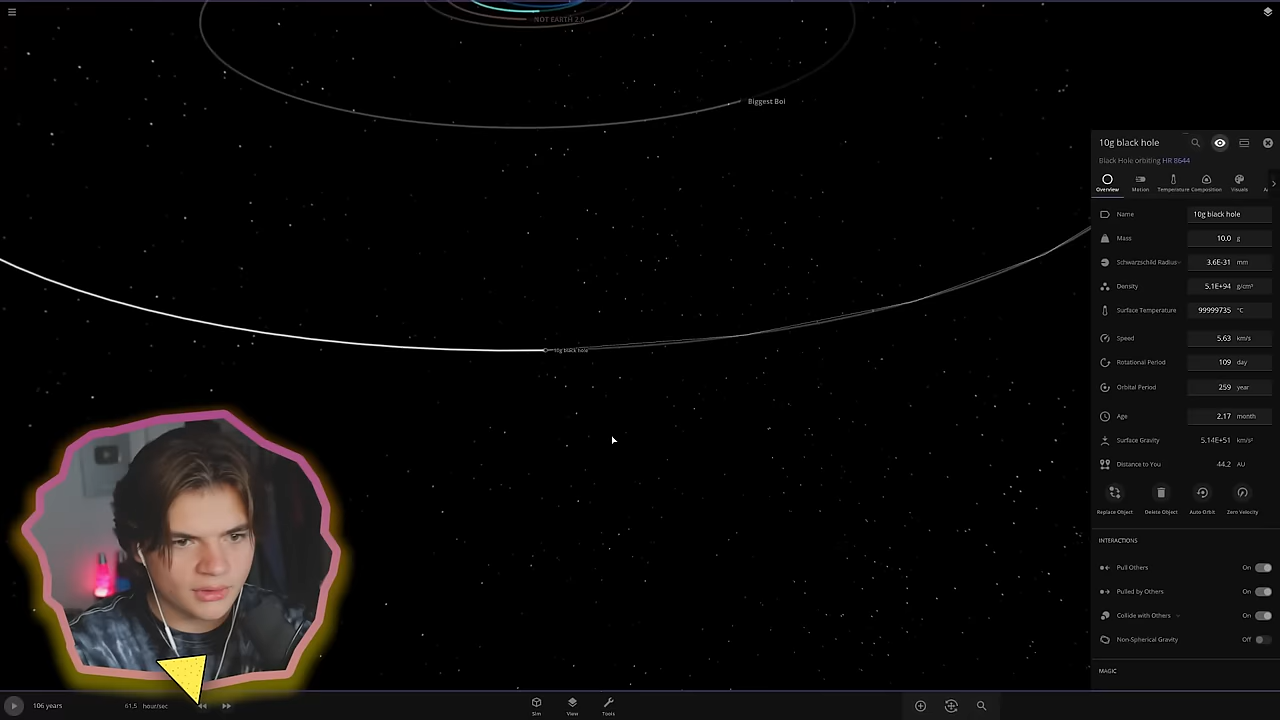 NOT EARTH 2.0
Biggest Boi
10g black hole
10g black hole
Black Hole orbiting HR 8644
Overview
Motion
Temperature
Composition
Visuals
Name
10g black hole
Mass
10.0 g
Schwarzschild Radius
3.6E-31 mm
Density
5.1E+94 g/cm³
Surface Temperature
99999735 °C
Speed
5.63 km/s
Rotational Period
109 day
Orbital Period
259 year
Age
2.17 month
Surface Gravity
5.14E+51 km/s²
Distance to You
44.2 AU
Replace Object
Delete Object
Auto Orbit
Zero Velocity
INTERACTIONS
Pull Others
On
Pulled by Others
On
Collide with Others
On
Non-Spherical Gravity
Off
MAGIC
106 years
61.5 hour/sec
Sim
View
Tools